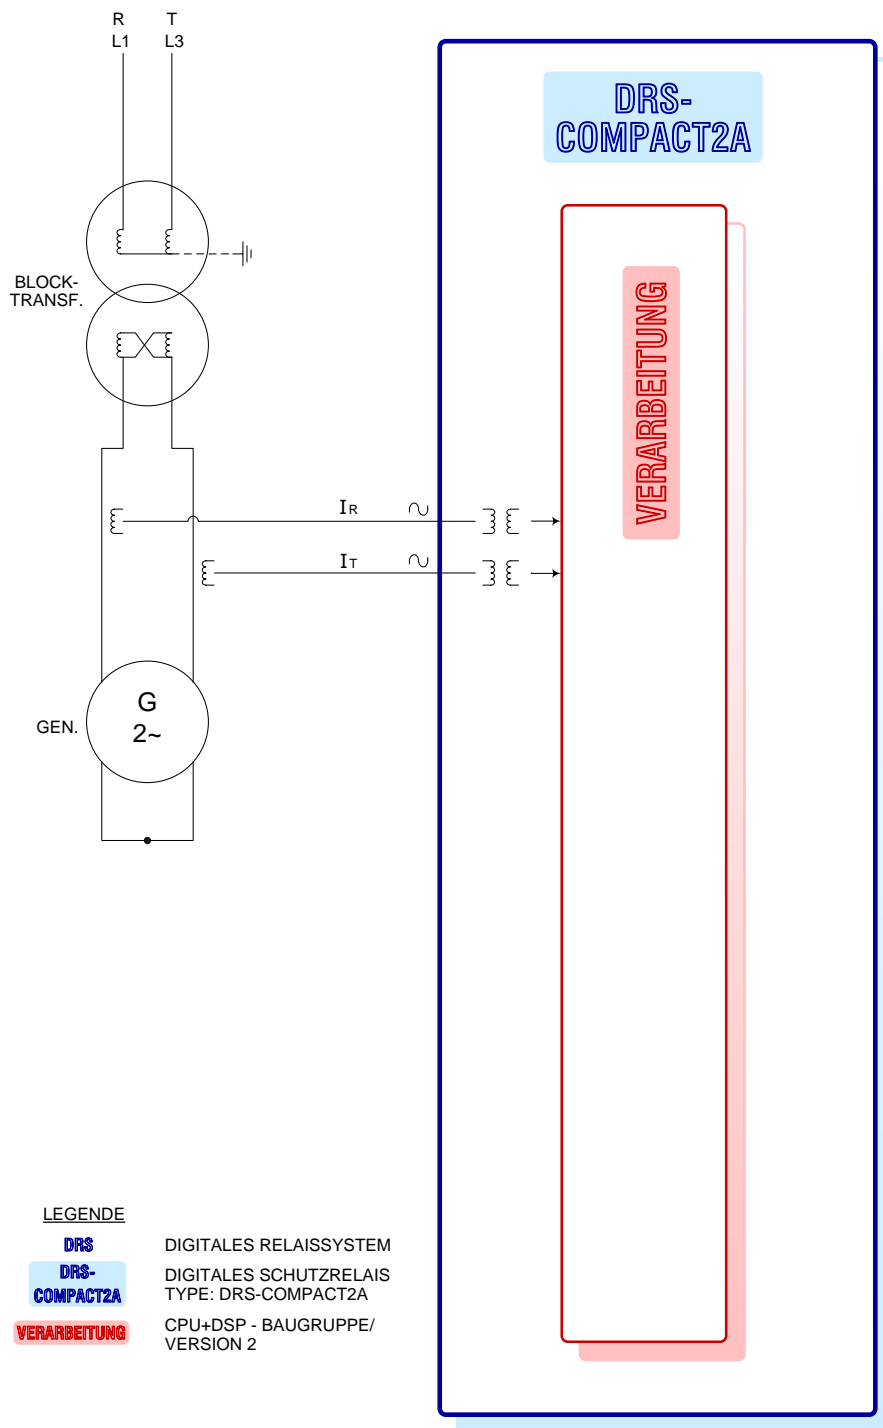 R T
L1 L3
DRS-
COMPACT2A
VERARBEITUNG
BLOCK-
TRANSF.
IR
IT
G
2~
GEN.
LEGENDE
DRS DIGITALES RELAISSYSTEM
DRS-
COMPACT2A
DIGITALES SCHUTZRELAIS
TYPE: DRS-COMPACT2A
VERARBEITUNG
CPU+DSP - BAUGRUPPE/
VERSION 2